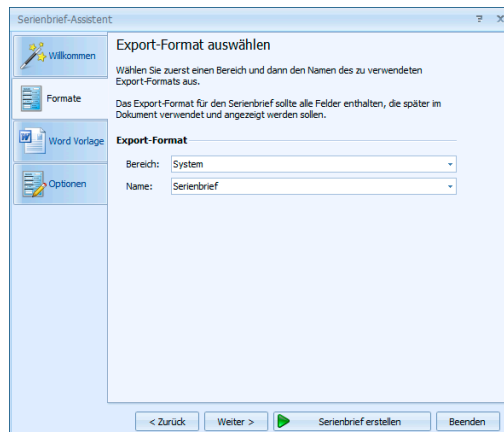 Serienbrief-Assistent
Willkommen
Formate
Word Vorlage
Optionen
Export-Format auswählen
Wählen Sie zuerst einen Bereich und dann den Namen des zu verwendeten
Export-Formats aus.
Das Export-Format für den Serienbrief sollte alle Felder enthalten, die später im
Dokument verwendet und angezeigt werden sollen.
Export-Format
Bereich: System
Name: Serienbrief
< Zurück Weiter > Serienbrief erstellen Beenden